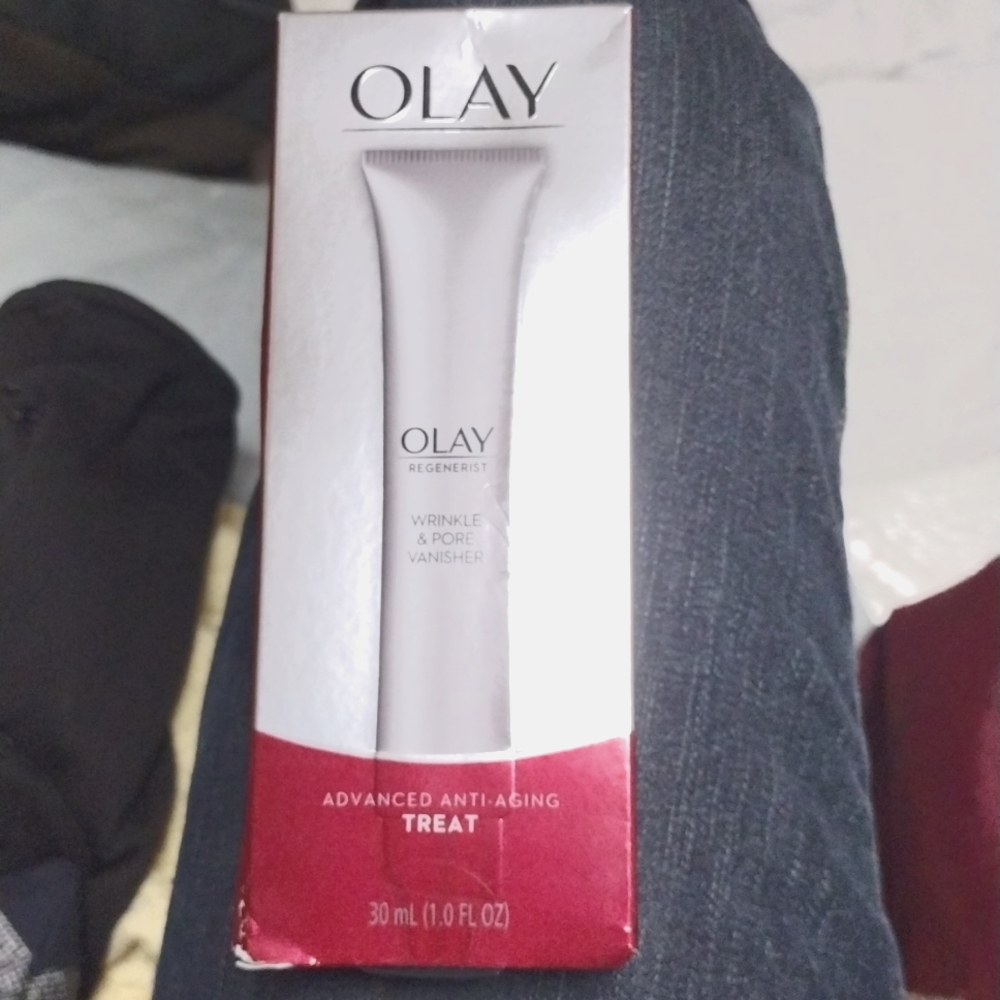 OLAY
OLAY
REGENERIST
WRINKLE
& PORE
VANISHER
ADVANCED ANTI-AGING
TREAT
30 mL (1.0 FL OZ)